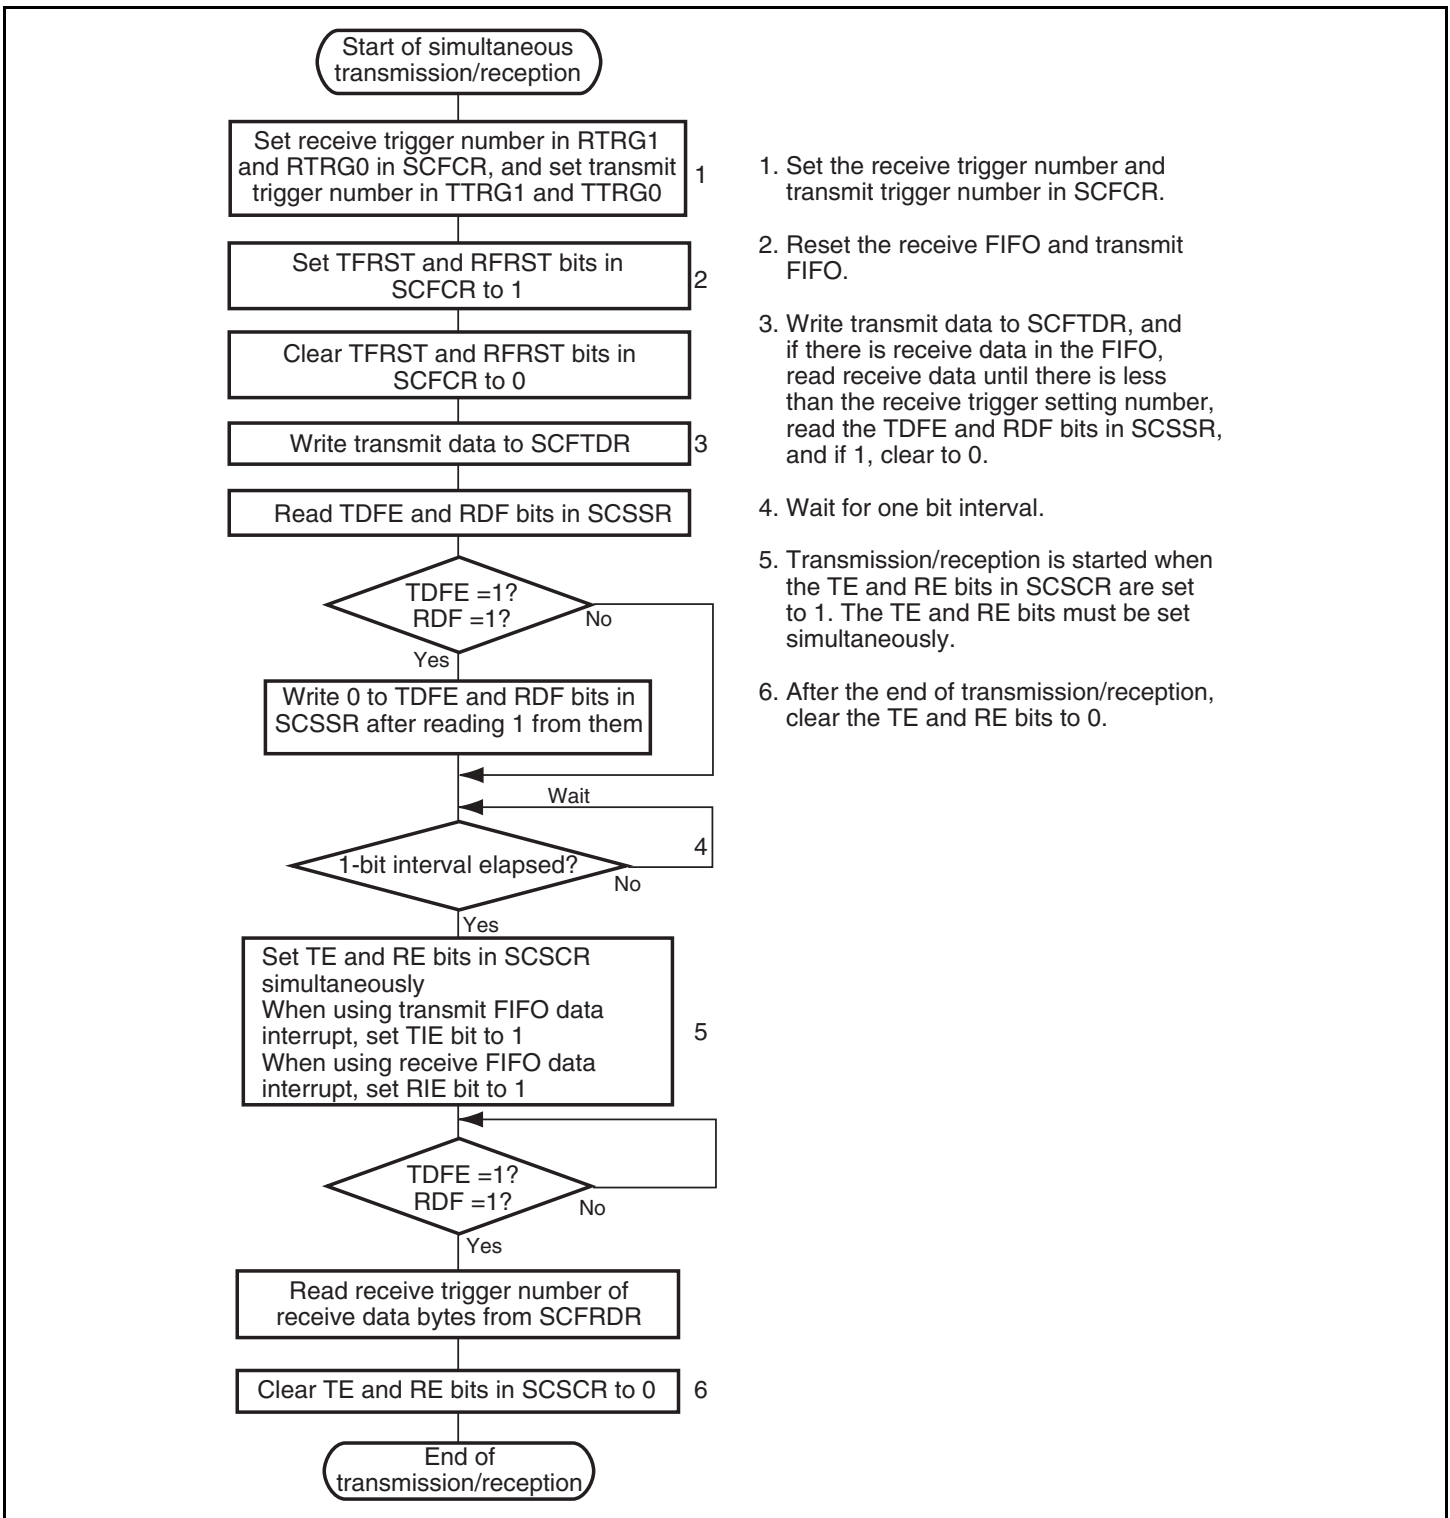 Start of simultaneous
transmission/reception
Set receive trigger number in RTRG1
and RTRG0 in SCFCR, and set transmit
trigger number in TTRG1 and TTRG0
1
Set TFRST and RFRST bits in
SCFCR to 1
2
Clear TFRST and RFRST bits in
SCFCR to 0
Write transmit data to SCFTDR
3
Read TDFE and RDF bits in SCSSR
TDFE =1?
RDF =1?
No
Yes
Write 0 to TDFE and RDF bits in
SCSSR after reading 1 from them
Wait
1-bit interval elapsed?
4
No
Yes
Set TE and RE bits in SCSCR
simultaneously
When using transmit FIFO data
interrupt, set TIE bit to 1
When using receive FIFO data
interrupt, set RIE bit to 1
5
TDFE =1?
RDF =1?
No
Yes
Read receive trigger number of
receive data bytes from SCFRDR
Clear TE and RE bits in SCSCR to 0
6
End of
transmission/reception
1. Set the receive trigger number and
transmit trigger number in SCFCR.
2. Reset the receive FIFO and transmit
FIFO.
3. Write transmit data to SCFTDR, and
if there is receive data in the FIFO,
read receive data until there is less
than the receive trigger setting number,
read the TDFE and RDF bits in SCSSR,
and if 1, clear to 0.
4. Wait for one bit interval.
5. Transmission/reception is started when
the TE and RE bits in SCSCR are set
to 1. The TE and RE bits must be set
simultaneously.
6. After the end of transmission/reception,
clear the TE and RE bits to 0.